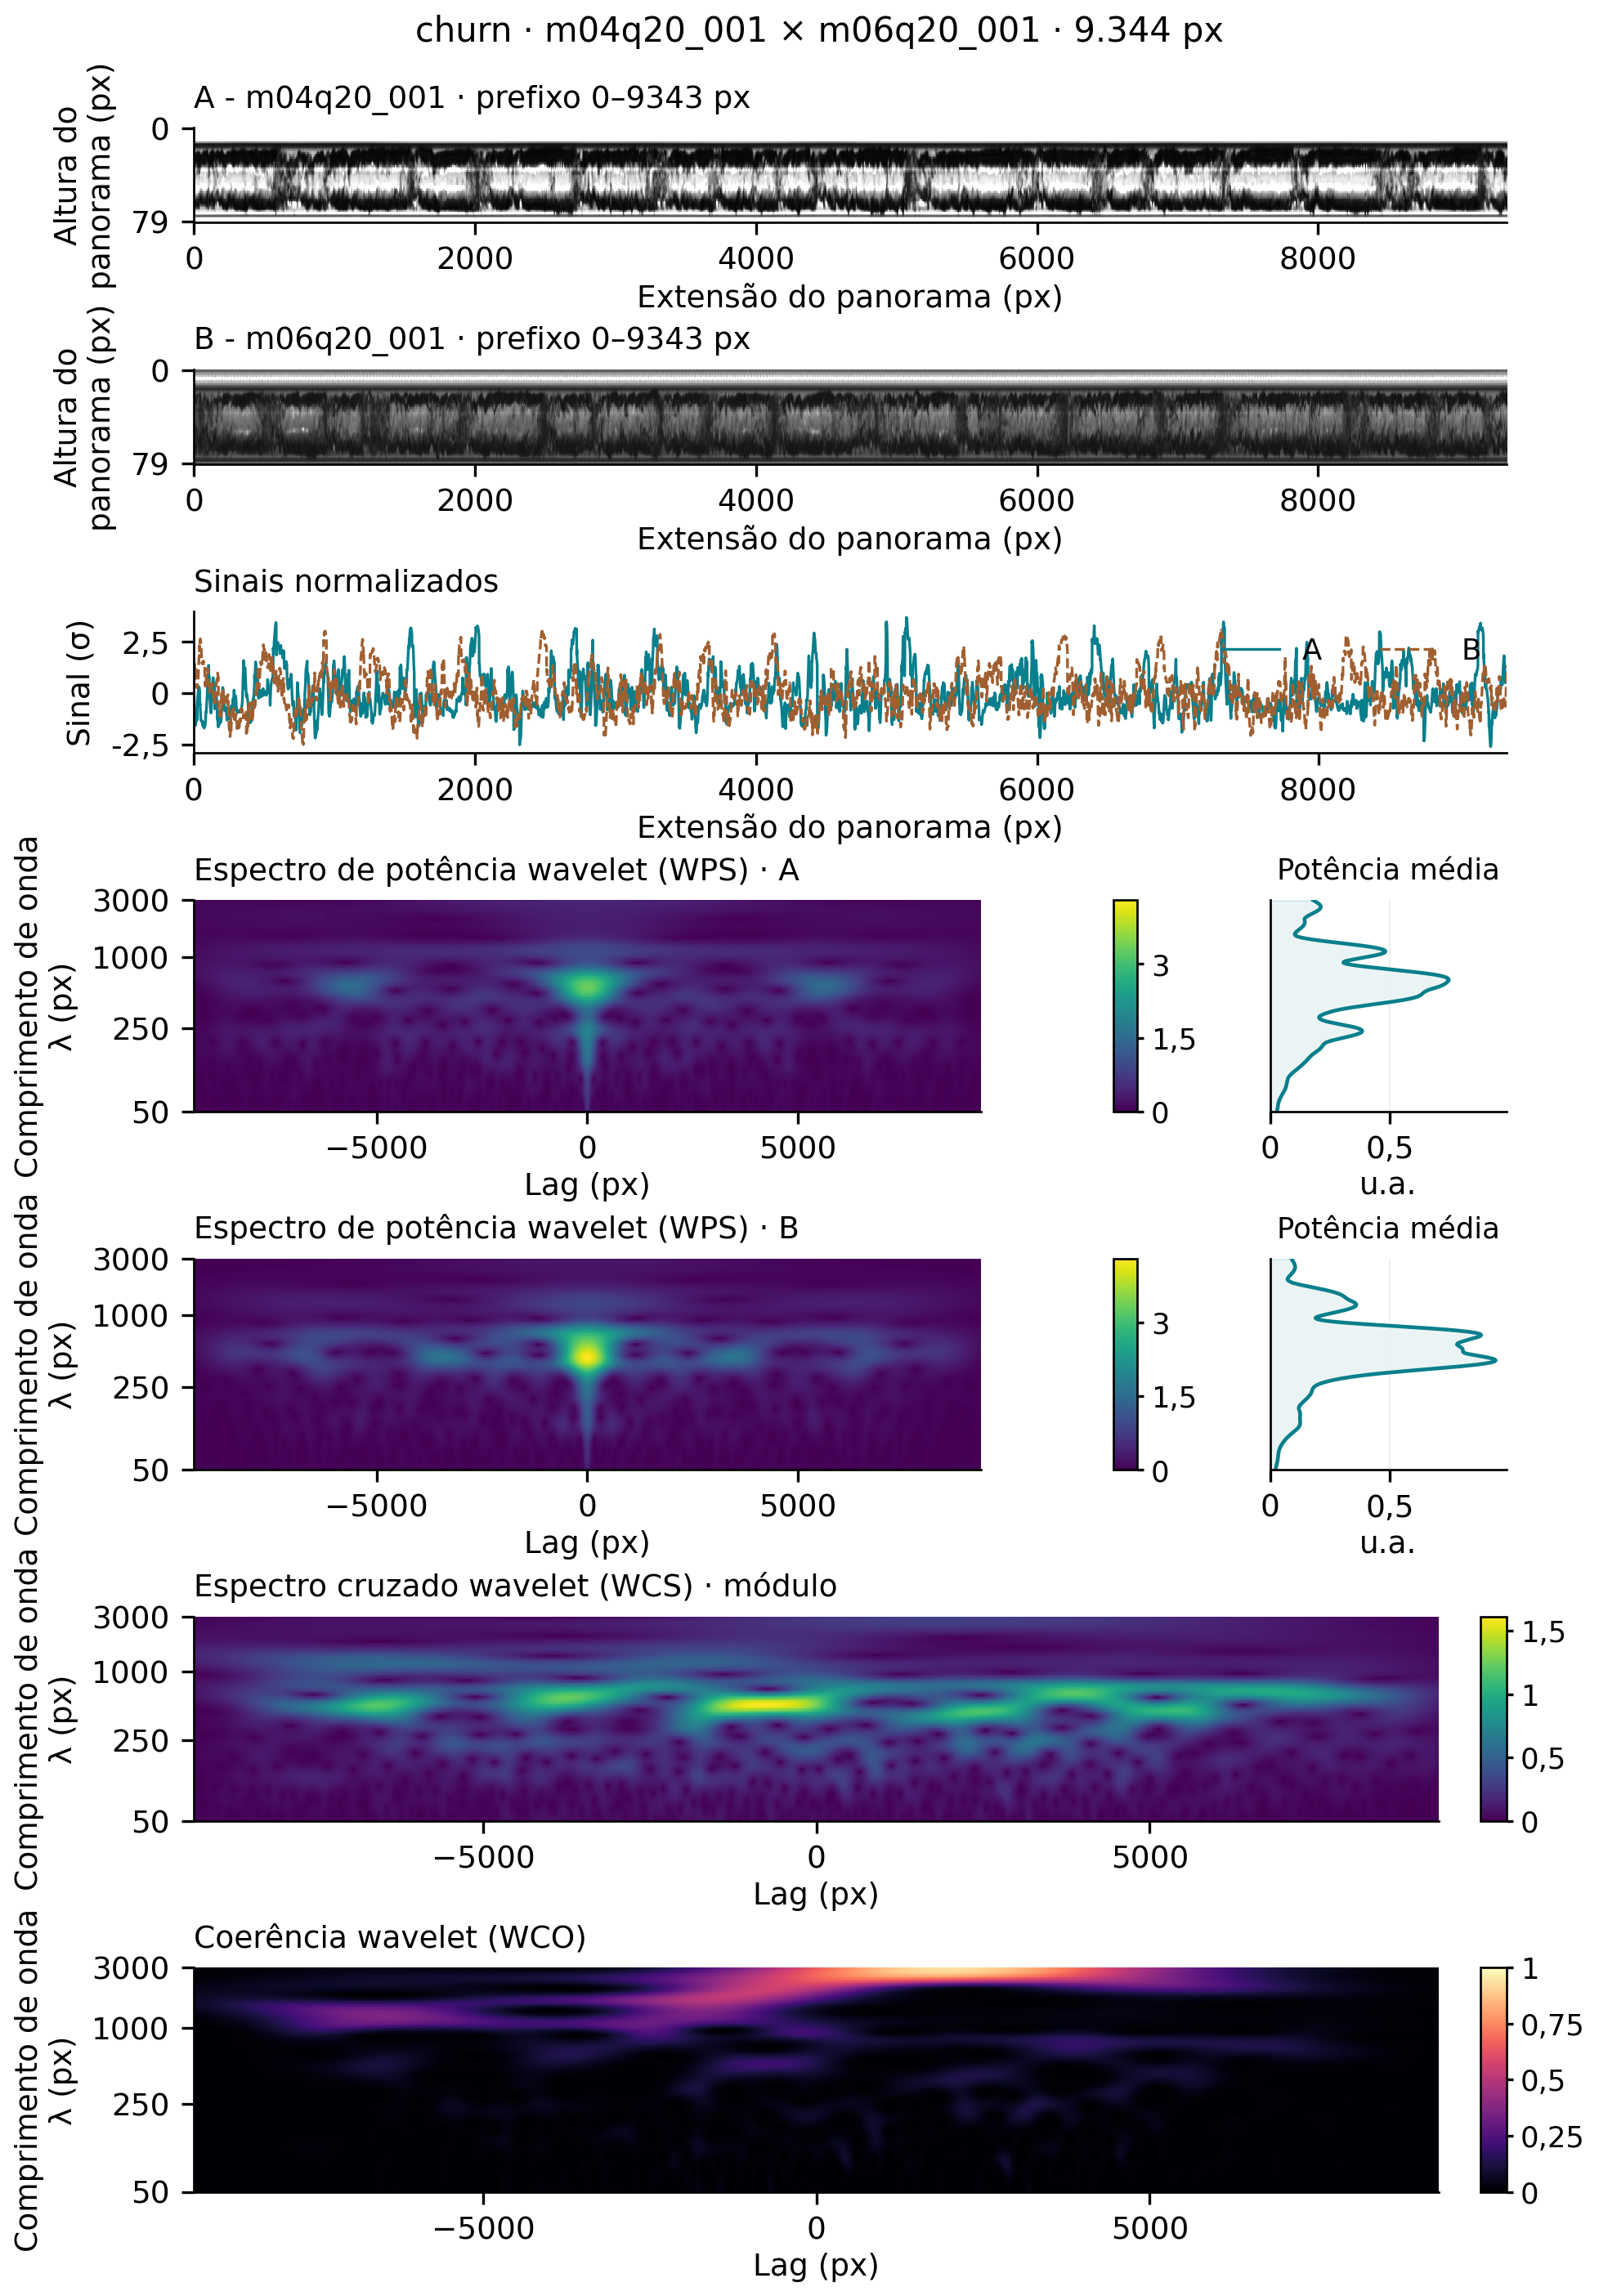 churn · m04q20_001 × m06q20_001 · 9.344 px
A - m04q20_001 · prefixo 0–9343 px
Altura do
panorama (px)
0
79
0 2000 4000 6000 8000
Extensão do panorama (px)
B - m06q20_001 · prefixo 0–9343 px
Altura do
panorama (px)
0
79
0 2000 4000 6000 8000
Extensão do panorama (px)
Sinais normalizados
Sinal (σ)
2,5
0
-2,5
A B
0 2000 4000 6000 8000
Extensão do panorama (px)
Espectro de potência wavelet (WPS) · A
Comprimento de onda
λ (px)
3000
1000
250
50
−5000 0 5000
Lag (px)
3
1,5
0
Potência média
0 0,5
u.a.
Espectro de potência wavelet (WPS) · B
Comprimento de onda
λ (px)
3000
1000
250
50
−5000 0 5000
Lag (px)
3
1,5
0
Potência média
0 0,5
u.a.
Espectro cruzado wavelet (WCS) · módulo
Comprimento de onda
λ (px)
3000
1000
250
50
−5000 0 5000
Lag (px)
1,5
1
0,5
0
Coerência wavelet (WCO)
Comprimento de onda
λ (px)
3000
1000
250
50
−5000 0 5000
Lag (px)
1
0,75
0,5
0,25
0